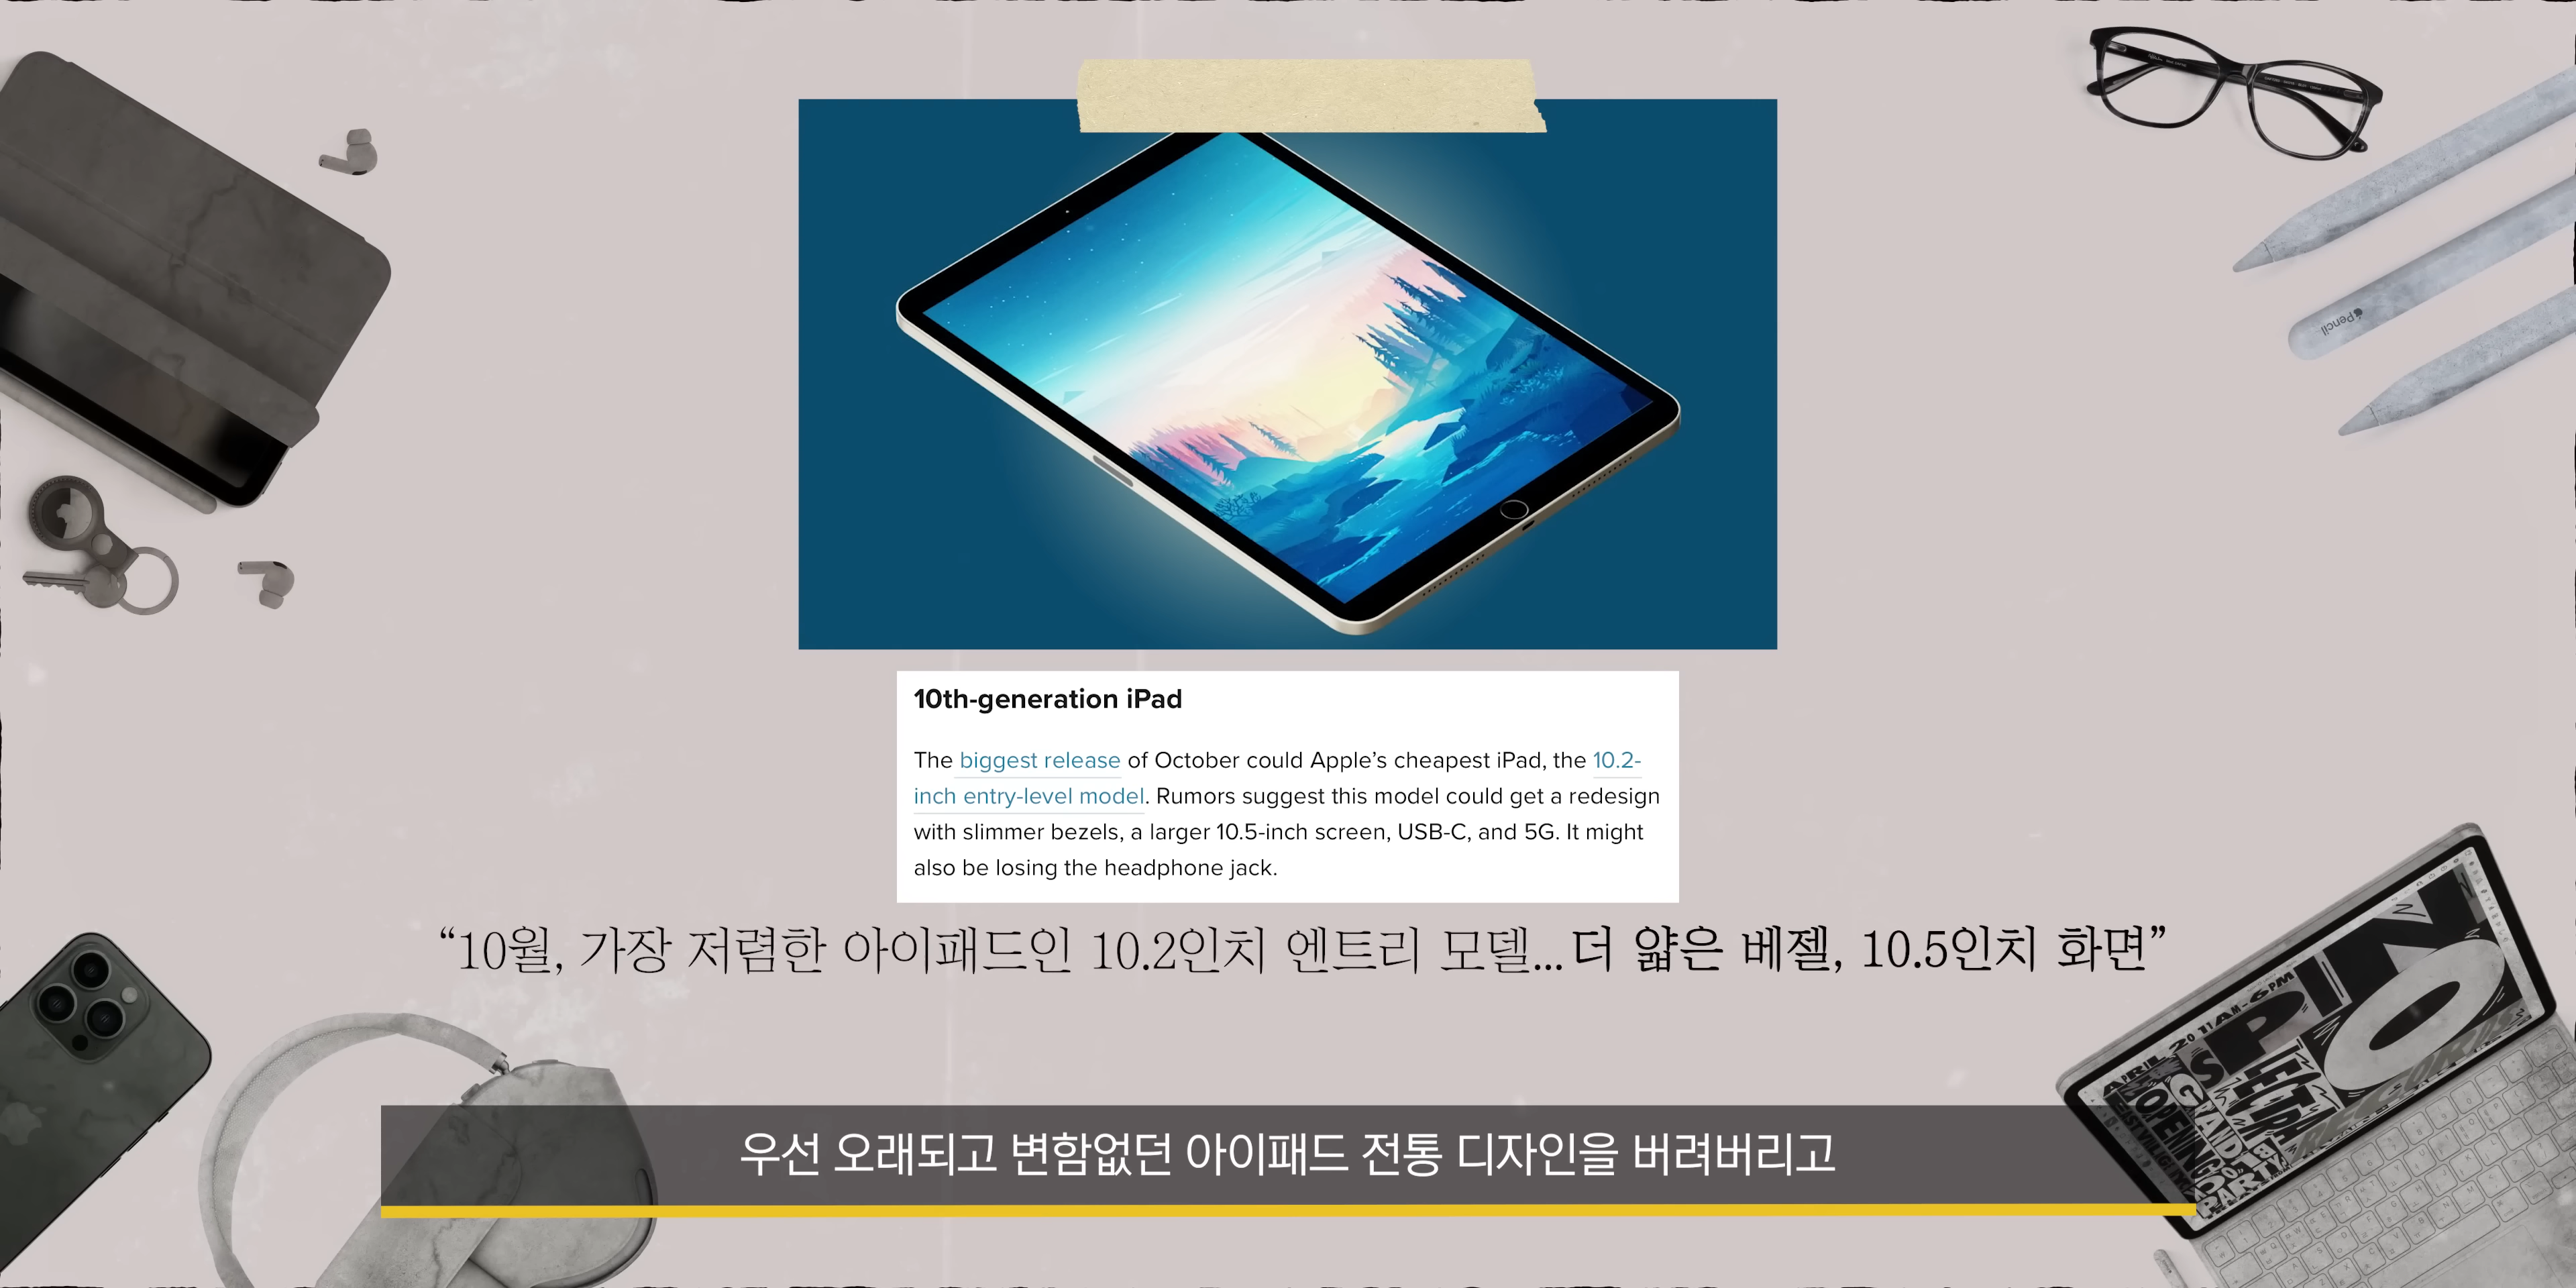 10th-generation iPad
The biggest release of October could Apple's cheapest iPad, the 10.2-
inch entry-level model. Rumors suggest this model could get a redesign
with slimmer bezels, a larger 10.5-inch screen, USB-C, and 5G. It might
also be losing the headphone jack.
“10월, 가장 저렴한 아이패드인 10.2인치 엔트리 모델... 더 얇은 베젤, 10.5인치 화면”
우선 오래되고 변함없던 아이패드 전통 디자인을 버려버리고
Pencil